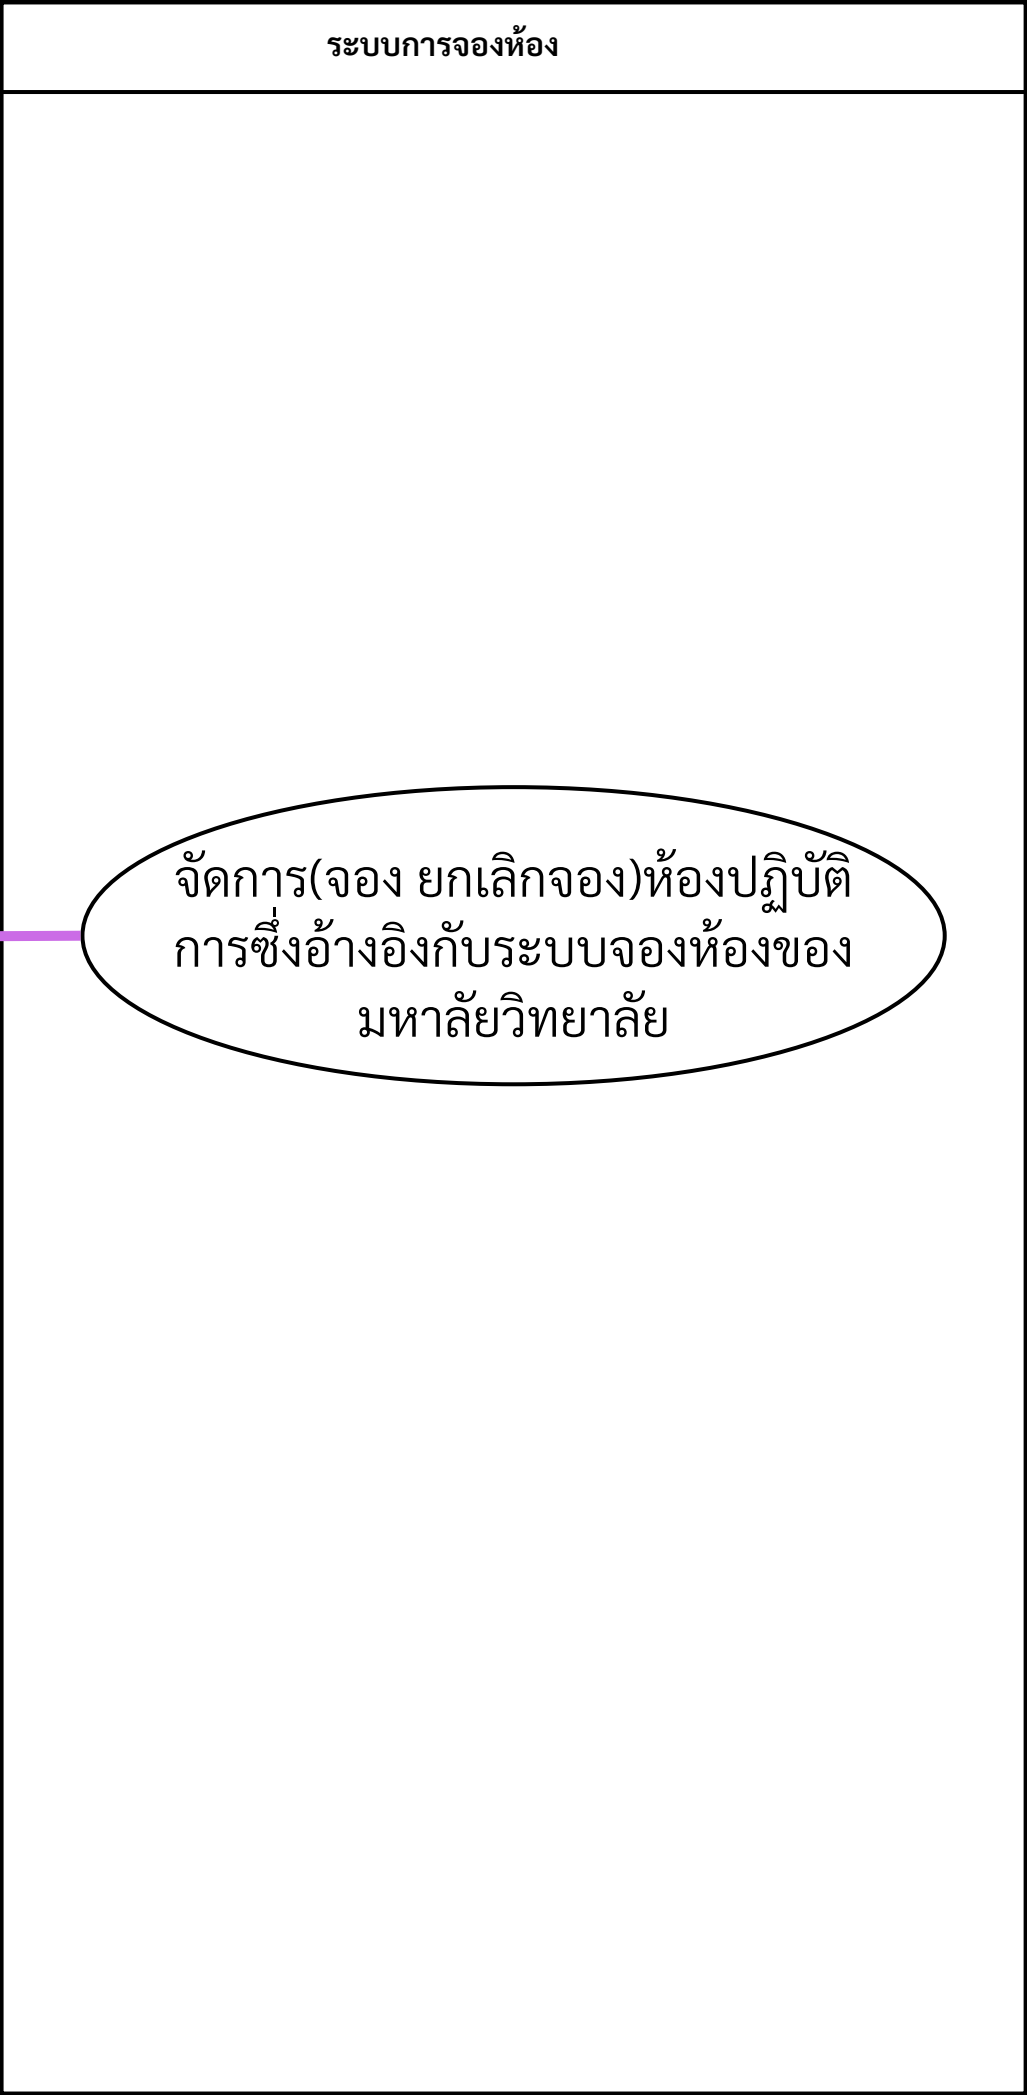 ระบบการจองห้อง
จัดการ(จอง ยกเลิกจอง)ห้องปฏิบัติ
การซึ่งอ้างอิงกับระบบจองห้องของ
มหาลัยวิทยาลัย